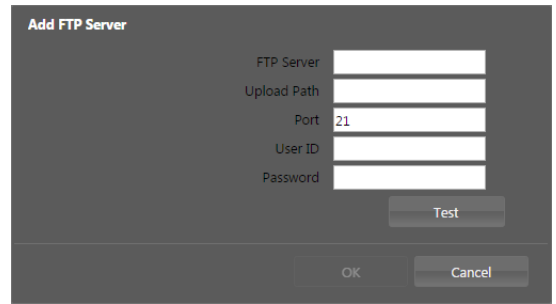 Add FTP Server
FTP Server
Upload Path
Port 21
User ID
Password
Test
OK Cancel